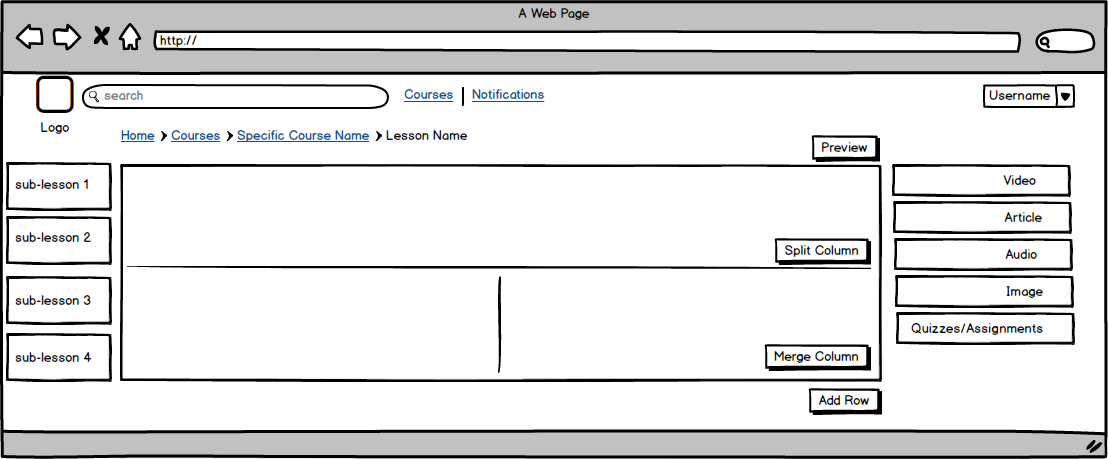 A Web Page
http://
search
Courses
Notifications
Username
Logo
Home
Courses
Specific Course Name
Lesson Name
Preview
sub-lesson 1
sub-lesson 2
sub-lesson 3
sub-lesson 4
Split Column
Merge Column
Add Row
Video
Article
Audio
Image
Quizzes/Assignments